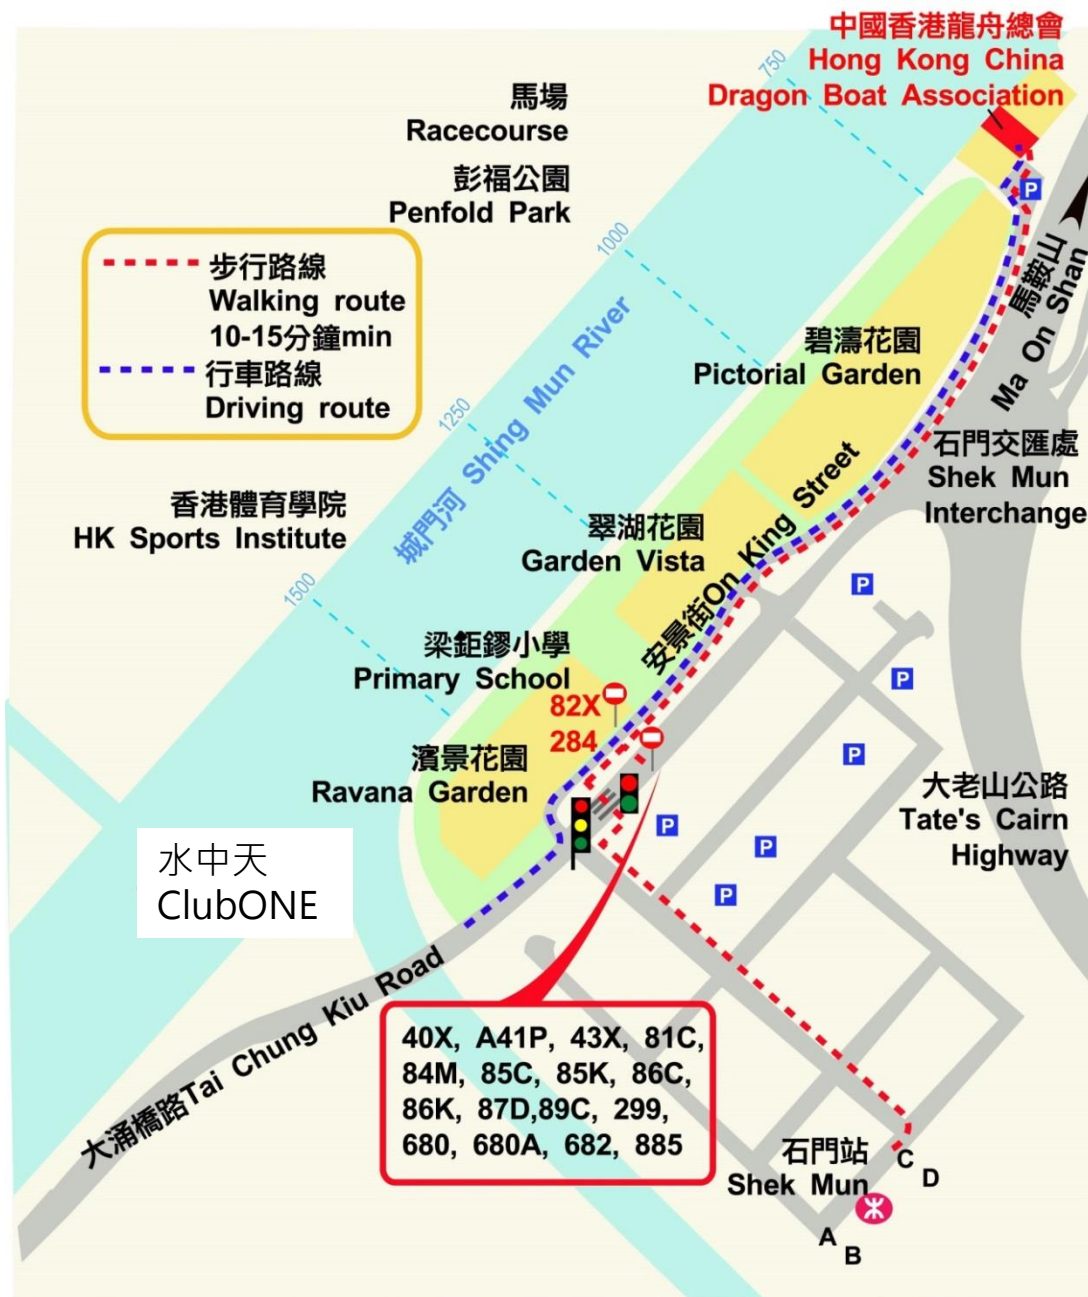 中國香港龍舟總會
Hong Kong China
Dragon Boat Association
750
馬場
Racecourse
彭福公園
Penfold Park
P
1000
步行路線
Walking route
10-15分鐘min
行車路線
Driving route
馬鞍山
Ma On Shan
碧濤花園
Pictorial Garden
1250
城門河 Shing Mun River
石門交匯處
Shek Mun
Interchange
香港體育學院
HK Sports Institute
翠湖花園
Garden Vista
安景街On King Street
1500
P
梁鉅鏐小學
Primary School
P
82X
284
濱景花園
Ravana Garden
P
大老山公路
Tate's Cairn
Highway
P
P
P
水中天
ClubONE
大涌橋路Tai Chung Kiu Road
40X, A41P, 43X, 81C,
84M, 85C, 85K, 86C,
86K, 87D,89C, 299,
680, 680A, 682, 885
石門站
Shek Mun
C
D
A
B